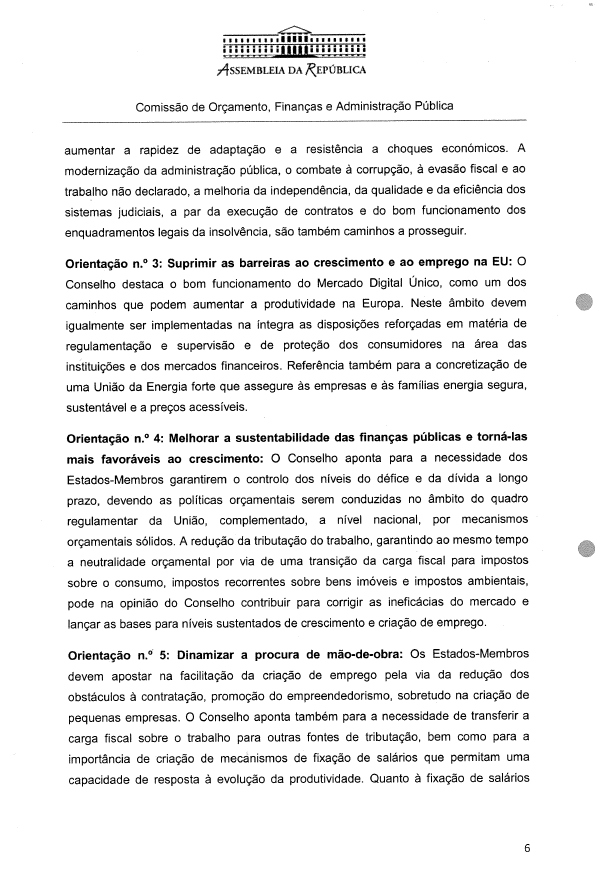 ASSEMBLEIA DA REPÚBLICA
Comissão de Orçamento, Finanças e Administração Pública
aumentar a rapidez de adaptação e a resistência a choques económicos. A
modernização da administração pública, o combate à corrupção, à evasão fiscal e ao
trabalho não declarado, a melhoria da independência, da qualidade e da eficiência dos
sistemas judiciais, a par da execução de contratos e do bom funcionamento dos
enquadramentos legais da insolvência, são também caminhos a prosseguir.
Orientação n.º 3: Suprimir as barreiras ao crescimento e ao emprego na EU: O
Conselho destaca o bom funcionamento do Mercado Digital Único, como um dos
caminhos que podem aumentar a produtividade na Europa. Neste âmbito devem
igualmente ser implementadas na íntegra as disposições reforçadas em matéria de
regulamentação e supervisão e de proteção dos consumidores na área das
instituições e dos mercados financeiros. Referência também para a concretização de
uma União da Energia forte que assegure às empresas e às famílias energia segura,
sustentável e a preços acessíveis.
Orientação n.º 4: Melhorar a sustentabilidade das finanças públicas e torná-las
mais favoráveis ao crescimento: O Conselho aponta para a necessidade dos
Estados-Membros garantirem o controlo dos níveis do défice e da dívida a longo
prazo, devendo as políticas orçamentais serem conduzidas no âmbito do quadro
regulamentar da União, complementado, a nível nacional, por mecanismos
orçamentais sólidos. A redução da tributação do trabalho, garantindo ao mesmo tempo
a neutralidade orçamental por via de uma transição da carga fiscal para impostos
sobre o consumo, impostos recorrentes sobre bens imóveis e impostos ambientais,
pode na opinião do Conselho contribuir para corrigir as ineficácias do mercado e
lançar as bases para níveis sustentados de crescimento e criação de emprego.
Orientação n.º 5: Dinamizar a procura de mão-de-obra: Os Estados-Membros
devem apostar na facilitação da criação de emprego pela via da redução dos
obstáculos à contratação, promoção do empreendedorismo, sobretudo na criação de
pequenas empresas. O Conselho aponta também para a necessidade de transferir a
carga fiscal sobre o trabalho para outras fontes de tributação, bem como para a
importância de criação de mecanismos de fixação de salários que permitam uma
capacidade de resposta à evolução da produtividade. Quanto à fixação de salários
6